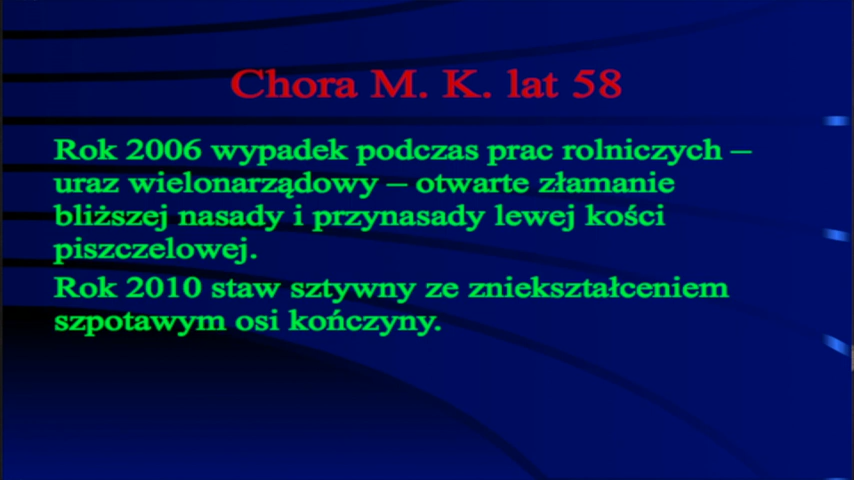 Chora M. K. lat 58
Rok 2006 wypadek podczas prac rolniczych –
uraz wielonarządowy – otwarte złamanie
bliższej nasady i przynasady lewej kości
piszczelowej.
Rok 2010 staw sztywny ze zniekształceniem
szpotawym osi kończyny.